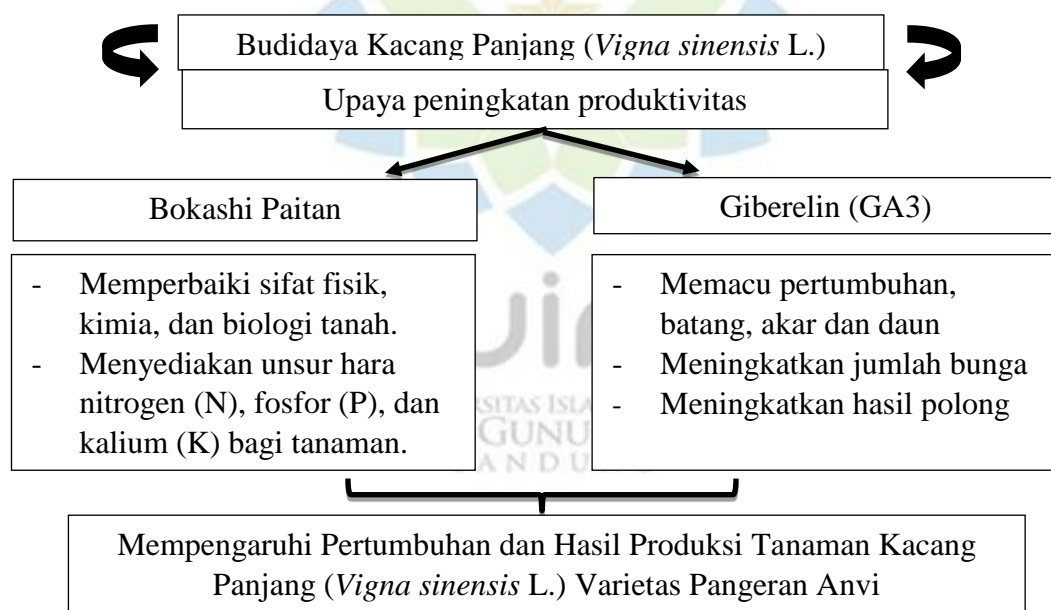 Budidaya Kacang Panjang (Vigna sinensis L.)
Upaya peningkatan produktivitas
Bokashi Paitan
Giberelin (GA3)
- Memperbaiki sifat fisik,
kimia, dan biologi tanah.
- Menyediakan unsur hara
nitrogen (N), fosfor (P), dan
kalium (K) bagi tanaman.
- Memacu pertumbuhan,
batang, akar dan daun
- Meningkatkan jumlah bunga
- Meningkatkan hasil polong
Mempengaruhi Pertumbuhan dan Hasil Produksi Tanaman Kacang
Panjang (Vigna sinensis L.) Varietas Pangeran Anvi